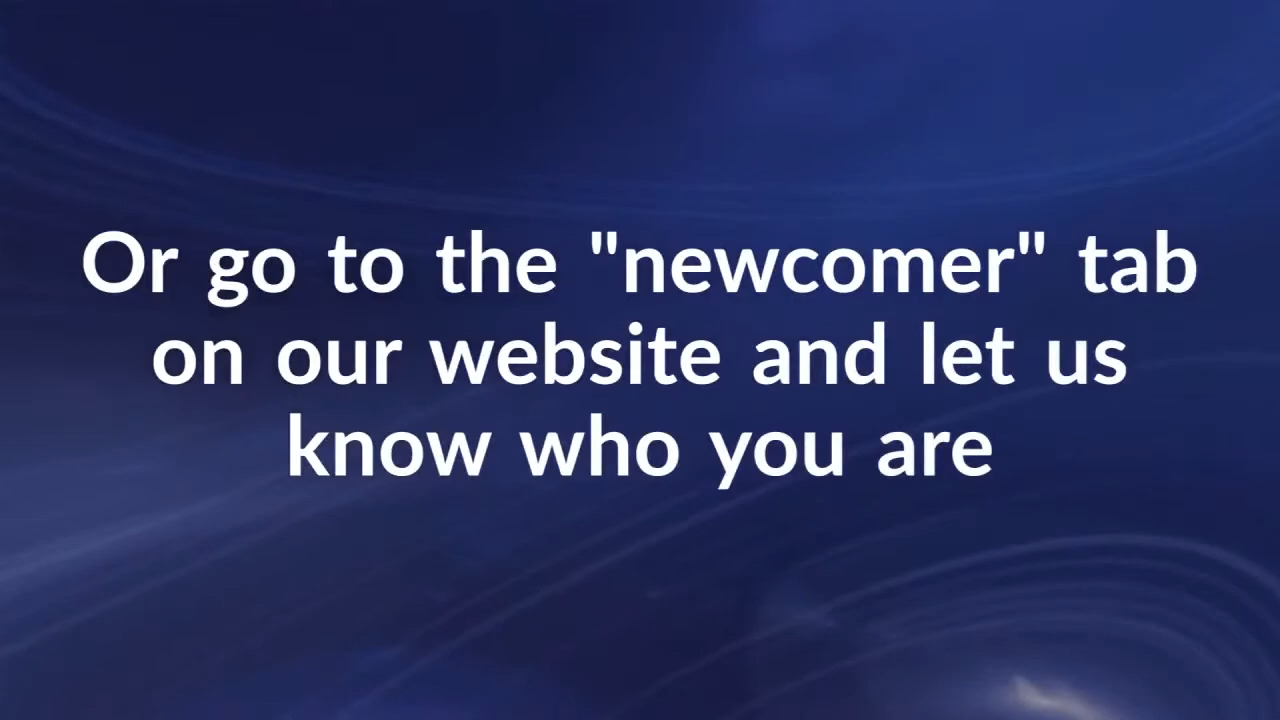 Or go to the "newcomer" tab
on our website and let us
know who you are